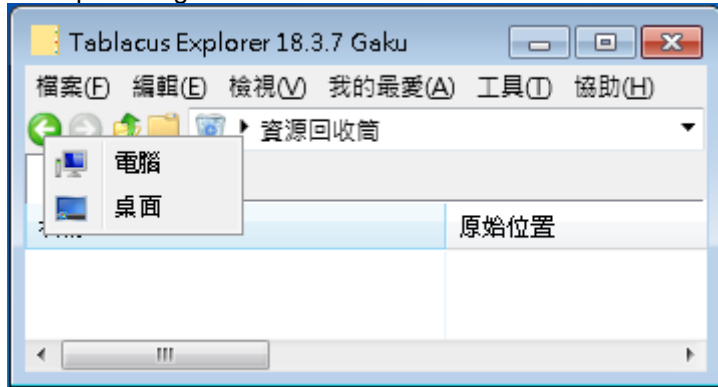 Tablacus Explorer 18.3.7 Gaku
檔案(F) 編輯(E) 檢視(V) 我的最愛(A) 工具(T) 協助(H)
資源回收筒
電腦
桌面
原始位置